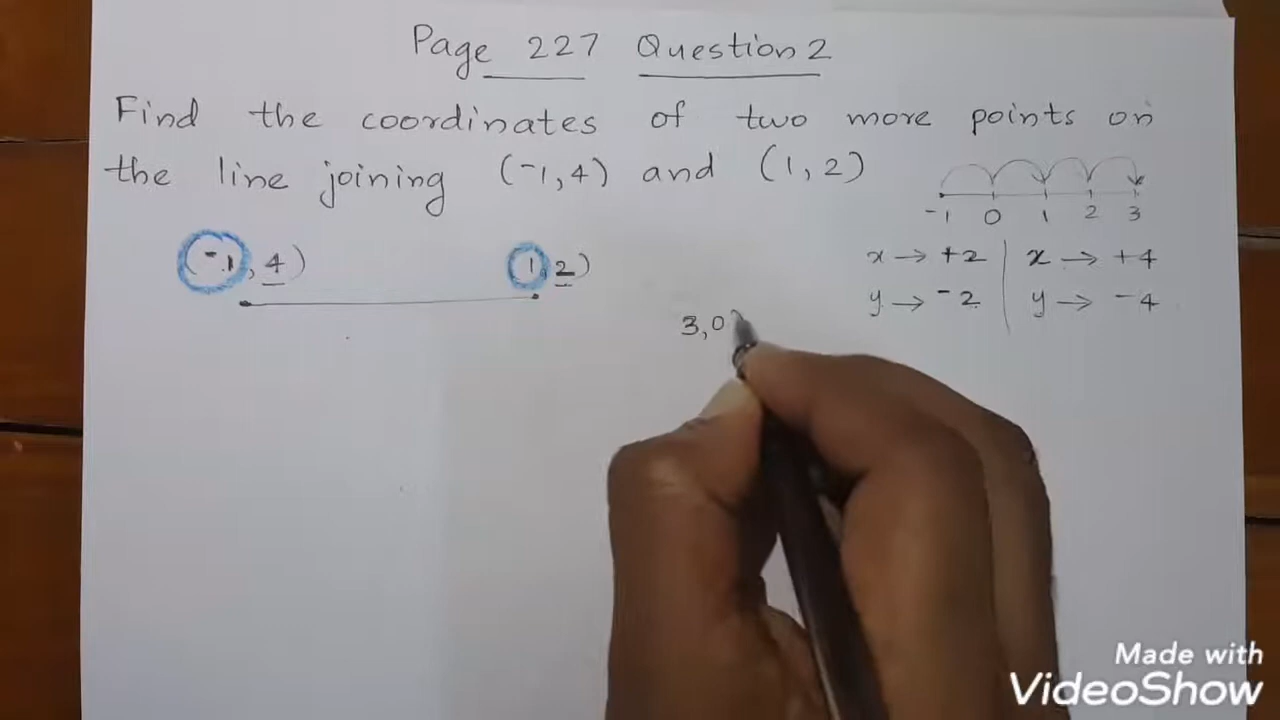 Page 227 Question 2
Find the coordinates of two more points on
the line joining (-1, 4) and (1, 2)
-1 0 1 2 3
(-1, 4) 1, 2)
x → +2 x → +4
y → -2 y → -4
3, 0
Made with
VideoShow